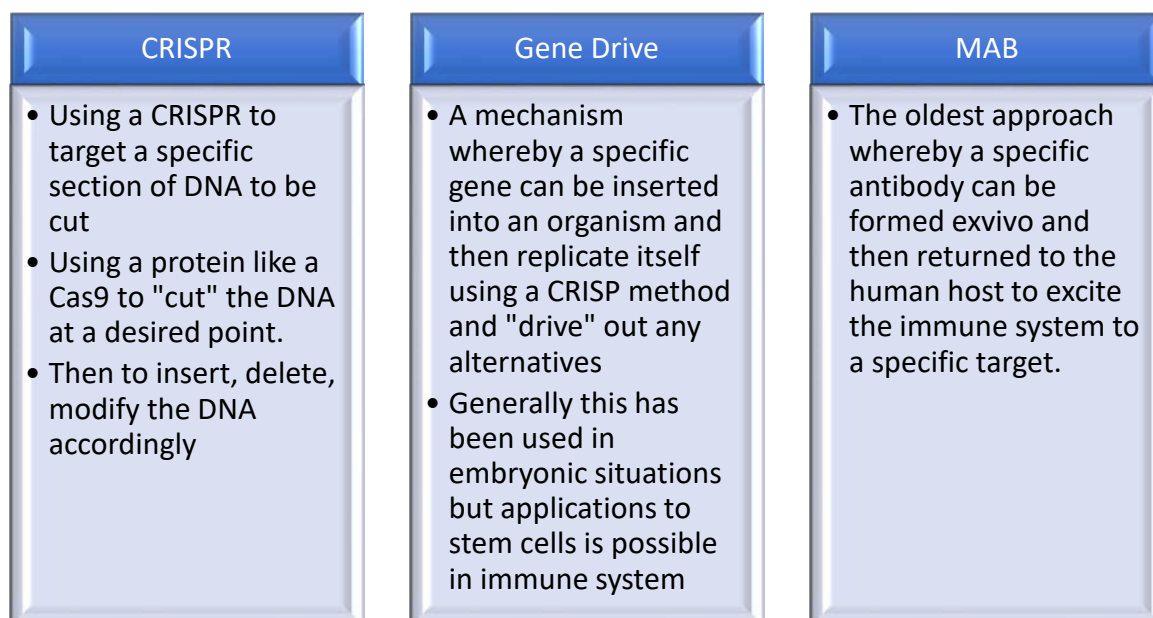 CRISPR
• Using a CRISPR to
target a specific
section of DNA to be
cut
• Using a protein like a
Cas9 to "cut" the DNA
at a desired point.
• Then to insert, delete,
modify the DNA
accordingly
Gene Drive
• A mechanism
whereby a specific
gene can be inserted
into an organism and
then replicate itself
using a CRISP method
and "drive" out any
alternatives
• Generally this has
been used in
embryonic situations
but applications to
stem cells is possible
in immune system
MAB
• The oldest approach
whereby a specific
antibody can be
formed exvivo and
then returned to the
human host to excite
the immune system to
a specific target.